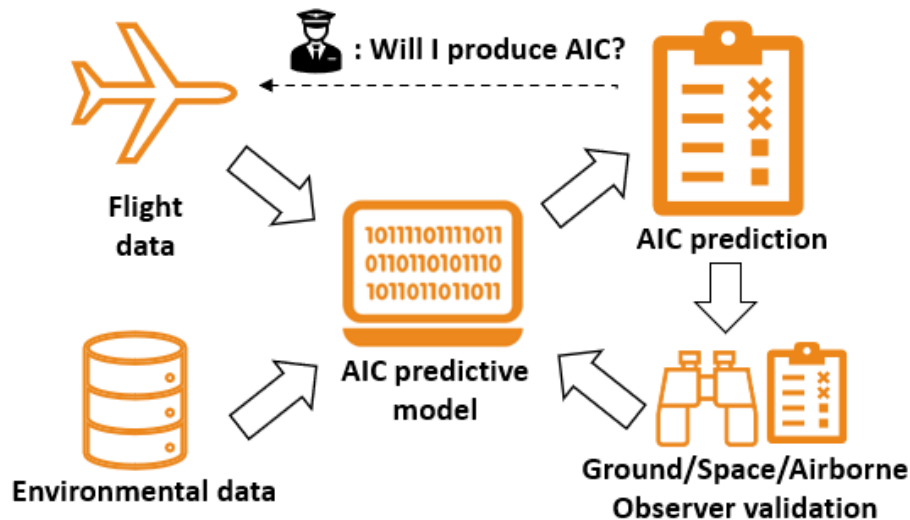 : Will I produce AIC?
Flight
data
AIC prediction
10111101111011
0110110101110
1011011011011
AIC predictive
model
Environmental data
Ground/Space/Airborne
Observer validation